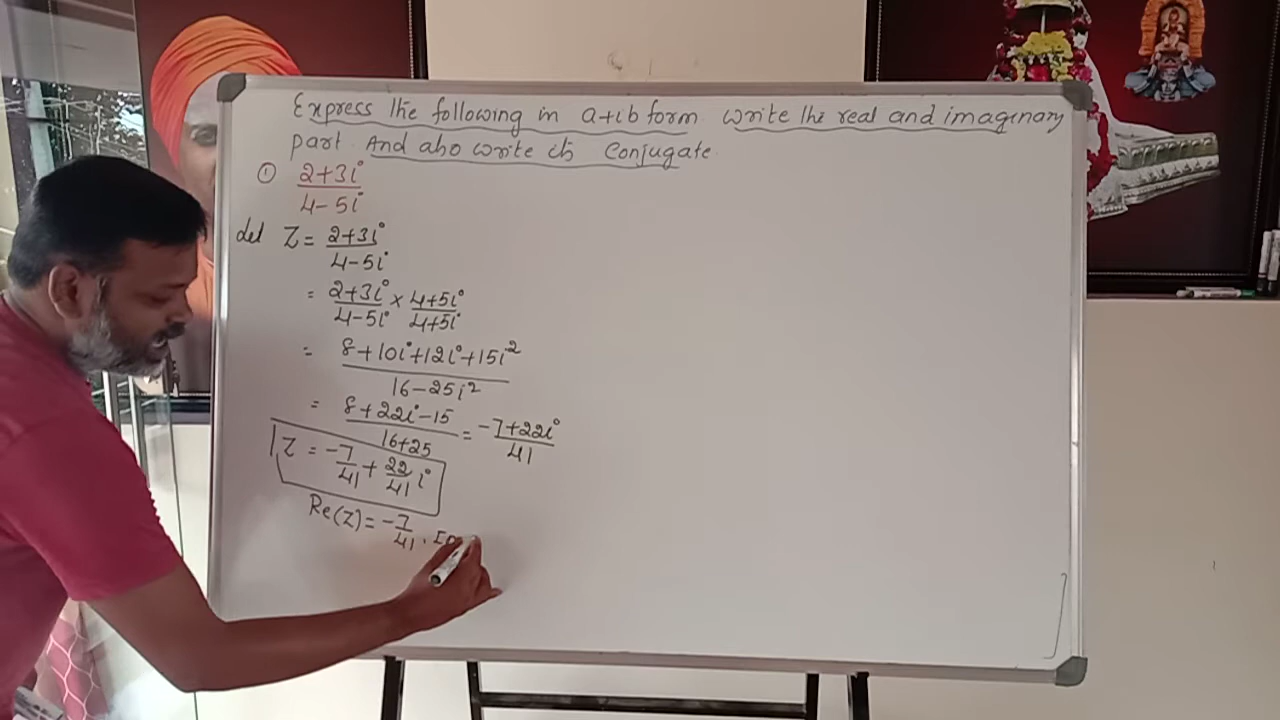 Express the following in a+ib form write the real and imaginary
part. And also write its Conjugate
① 2+3i / 4-5i
Let Z = 2+3i / 4-5i
= 2+3i / 4-5i × 4+5i / 4+5i
= 8+10i+12i+15i² / 16-25i²
= 8+22i-15 / 16+25 = -7+22i / 41
Z = -7/41 + 22/41 i
Re(Z) = -7/41 .